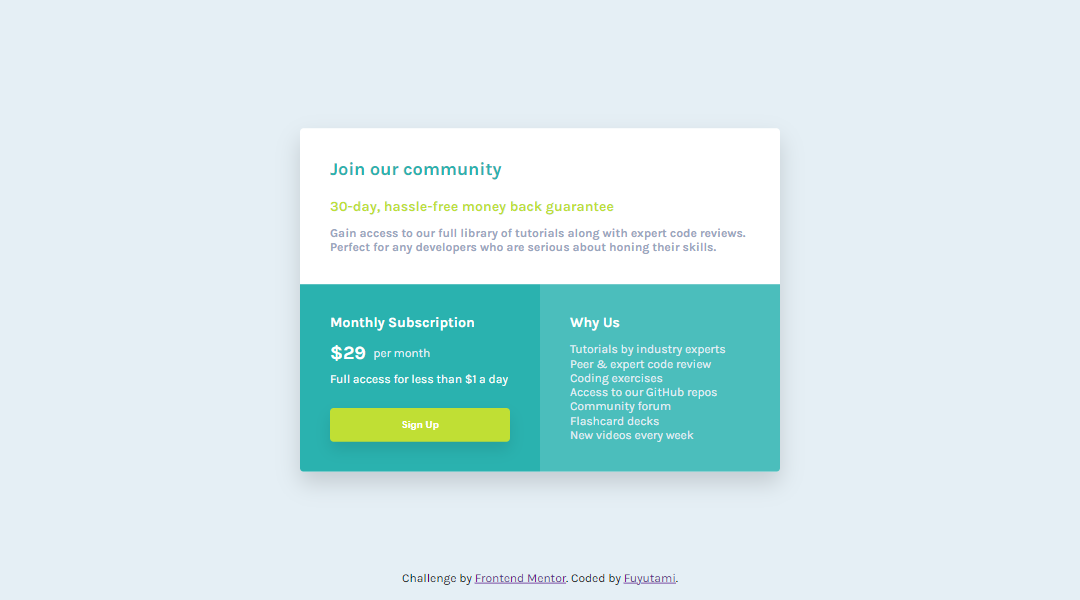 Join our community
30-day, hassle-free money back guarantee
Gain access to our full library of tutorials along with expert code reviews.
Perfect for any developers who are serious about honing their skills.
Monthly Subscription
$29 per month
Full access for less than $1 a day
Sign Up
Why Us
Tutorials by industry experts
Peer & expert code review
Coding exercises
Access to our GitHub repos
Community forum
Flashcard decks
New videos every week
Challenge by Frontend Mentor. Coded by Fuyutami.